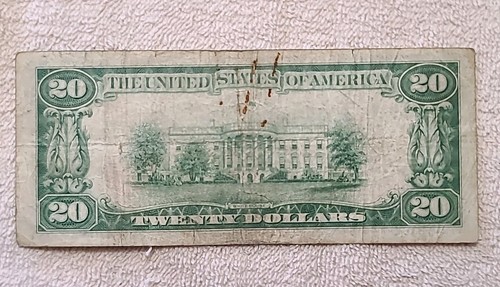 20 THE UNITED STATES OF AMERICA 20
20 TWENTY DOLLARS 20